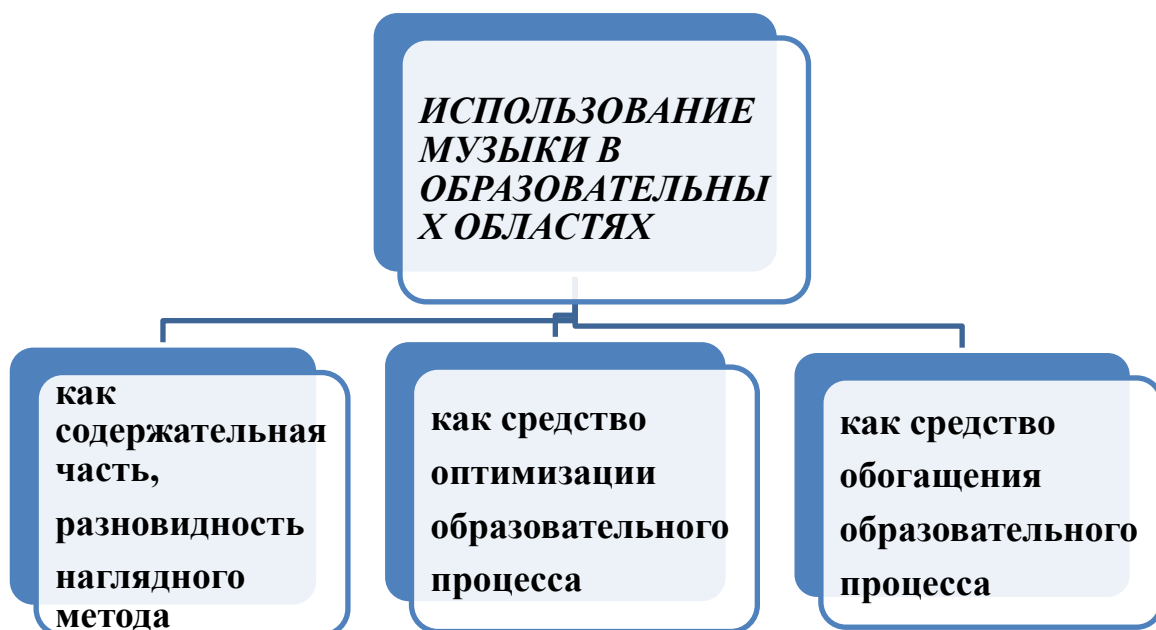 ИСПОЛЬЗОВАНИЕ
МУЗЫКИ В
ОБРАЗОВАТЕЛЬНЫ
Х ОБЛАСТЯХ
как
содержательная
часть,
разновидность
наглядного
метода
как средство
оптимизации
образовательного
процесса
как средство
обогащения
образовательного
процесса